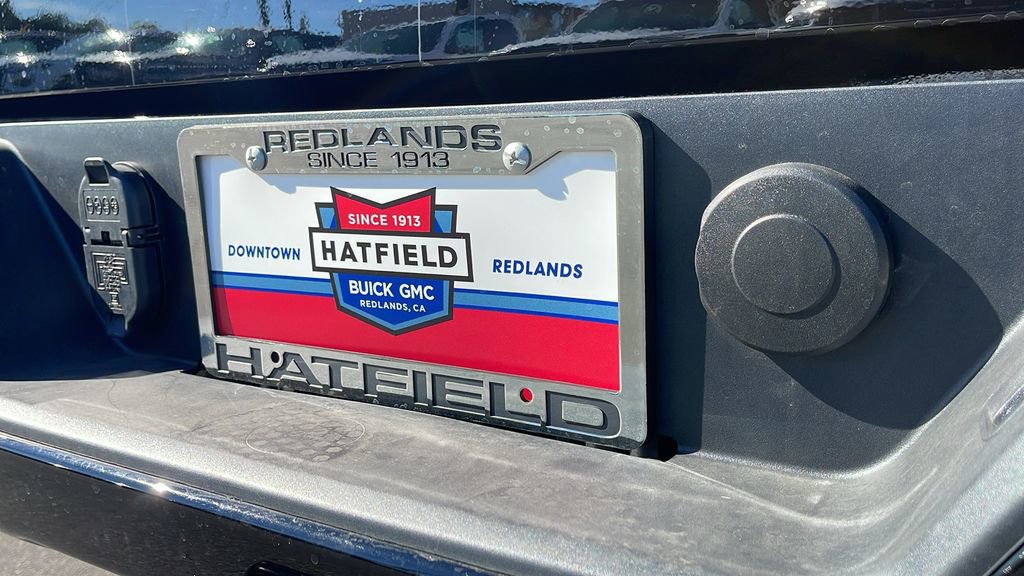 REDLANDS
SINCE 1913
SINCE 1913
DOWNTOWN HATFIELD REDLANDS
BUICK GMC
REDLANDS, CA
HATFIELD